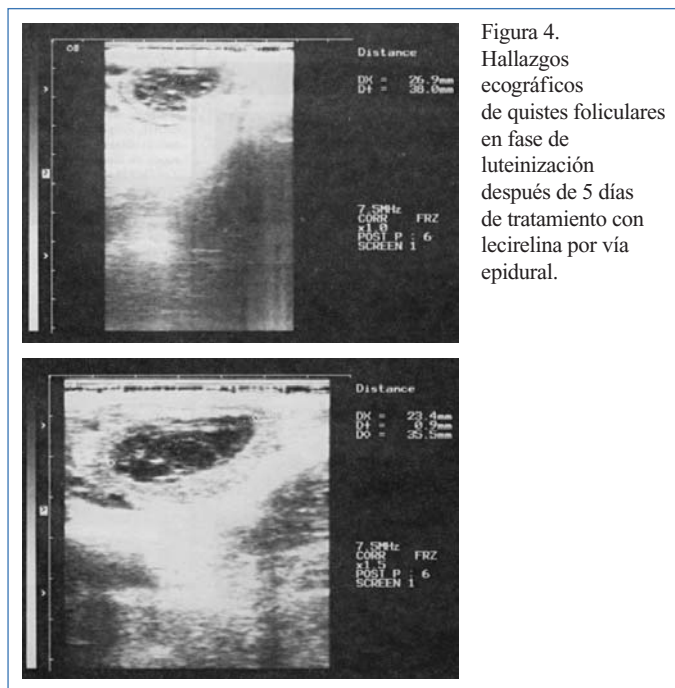 Figura 4.
Hallazgos
ecográficos
de quistes foliculares
en fase de
luteinización
después de 5 días
de tratamiento con
lecirelina por vía
epidural.
Distance
DX = 26.9mm
D+ = 38.0mm
7.5MHz
CORR FRZ
x1.0
POST P : 6
SCREEN 1
Distance
DX = 23.4mm
D+ = 0.9mm
D◇ = 35.5mm
7.5MHz
CORR FRZ
x1.5
POST P : 6
SCREEN 1